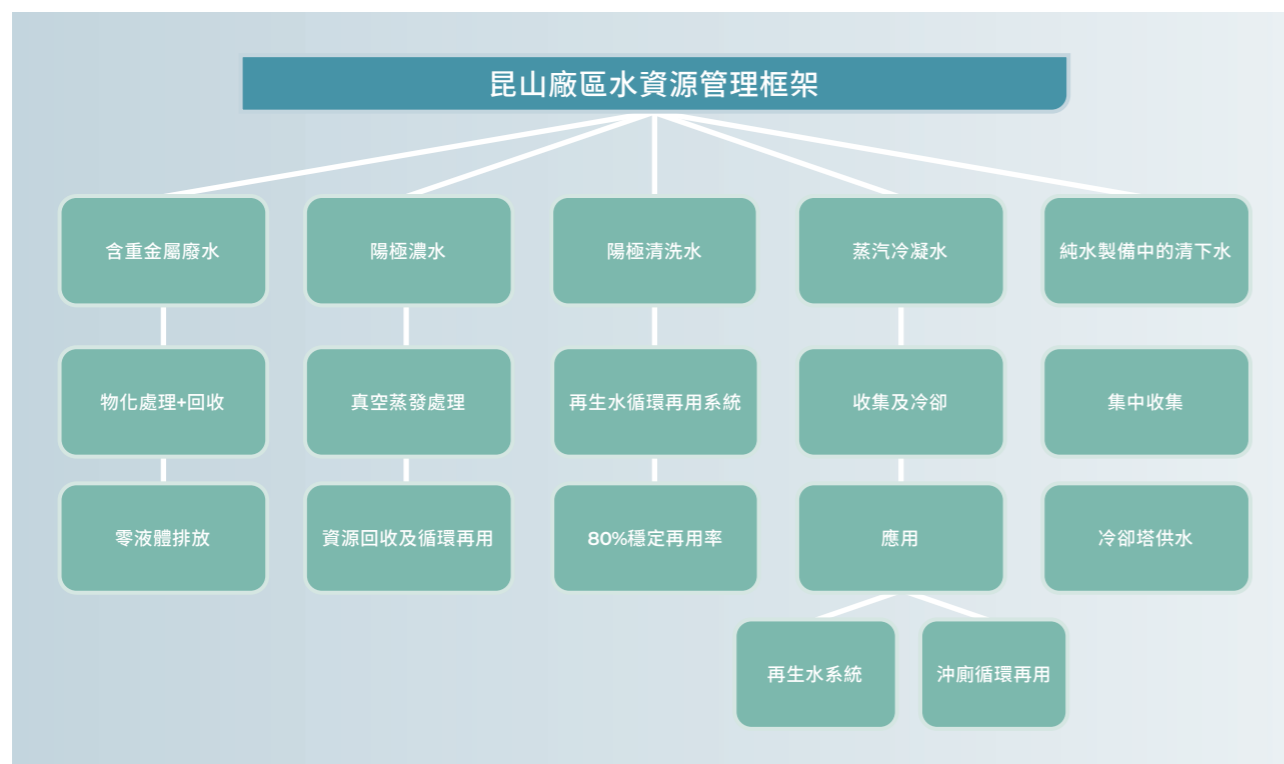 昆山廠區水資源管理框架
含重金屬廢水
陽極濃水
陽極清洗水
蒸汽冷凝水
純水製備中的清下水
物化處理+回收
真空蒸發處理
再生水循環再用系統
收集及冷卻
集中收集
零液體排放
資源回收及循環再用
80%穩定再用率
應用
冷卻塔供水
再生水系統
沖廁循環再用